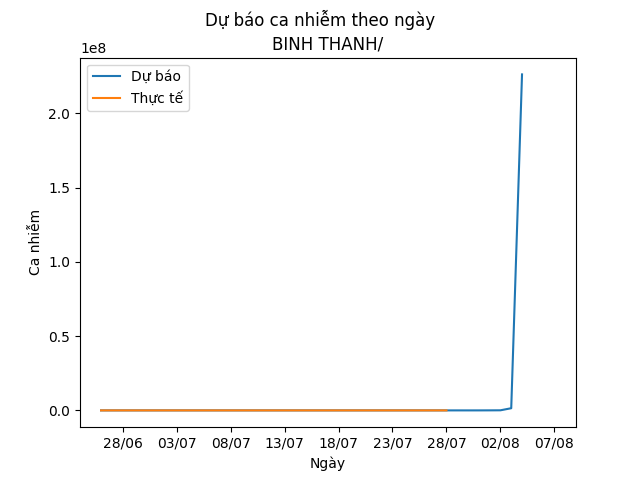 Dự báo ca nhiễm theo ngày
BINH THANH/
1e8
Dự báo
Thực tế
2.0
1.5
1.0
0.5
0.0
Ca nhiễm
28/06 03/07 08/07 13/07 18/07 23/07 28/07 02/08 07/08
Ngày